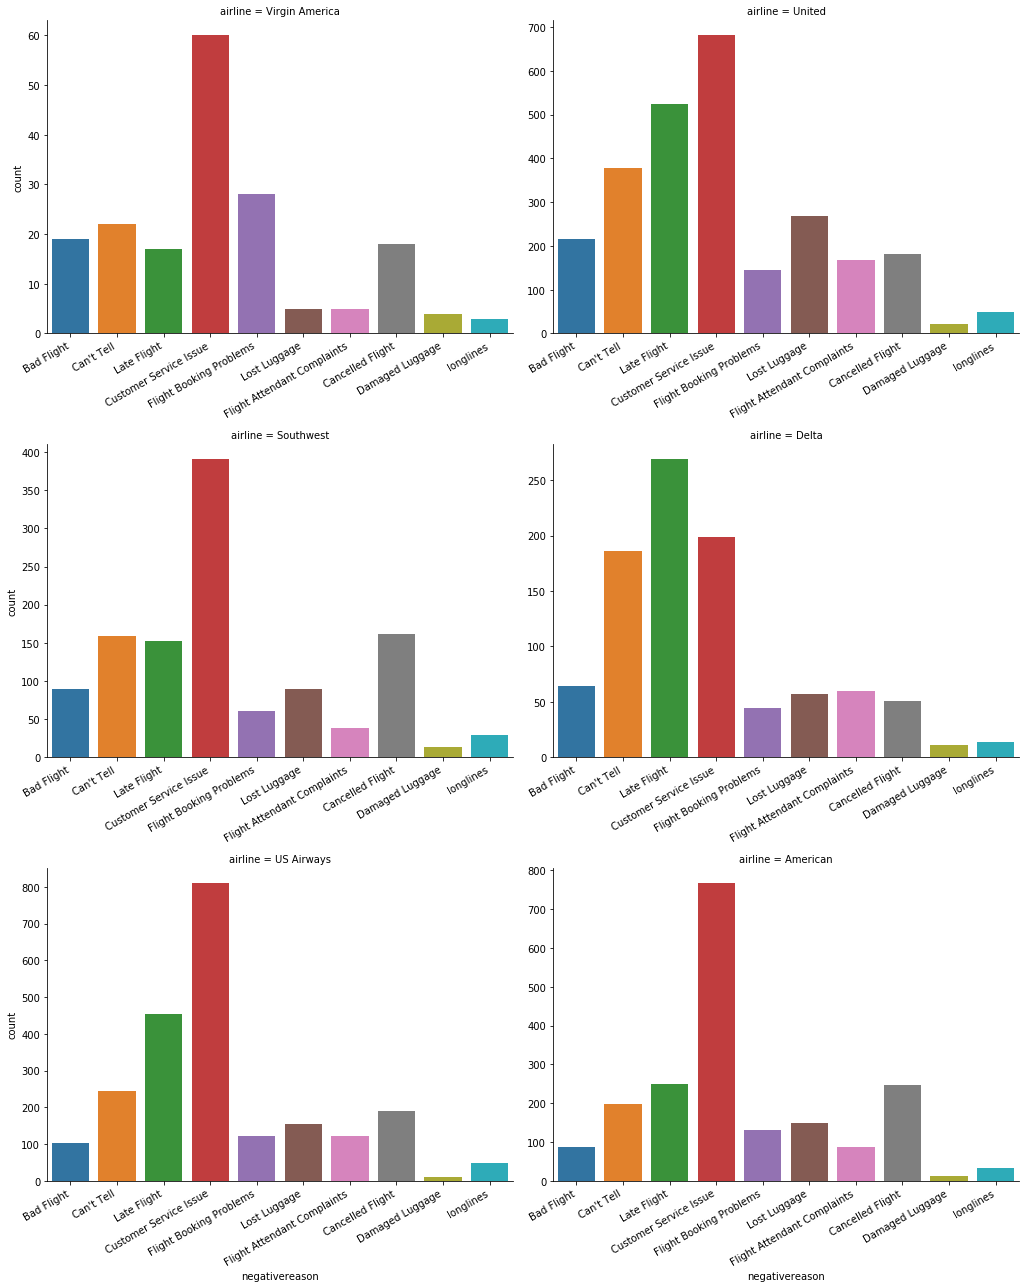 airline = Virgin America
count
60
50
40
30
20
10
0
Bad Flight
Can't Tell
Late Flight
Customer Service Issue
Flight Booking Problems
Lost Luggage
Flight Attendant Complaints
Cancelled Flight
Damaged Luggage
longlines
airline = United
700
600
500
400
300
200
100
0
Bad Flight
Can't Tell
Late Flight
Customer Service Issue
Flight Booking Problems
Lost Luggage
Flight Attendant Complaints
Cancelled Flight
Damaged Luggage
longlines
airline = Southwest
count
400
350
300
250
200
150
100
50
0
Bad Flight
Can't Tell
Late Flight
Customer Service Issue
Flight Booking Problems
Lost Luggage
Flight Attendant Complaints
Cancelled Flight
Damaged Luggage
longlines
airline = Delta
250
200
150
100
50
0
Bad Flight
Can't Tell
Late Flight
Customer Service Issue
Flight Booking Problems
Lost Luggage
Flight Attendant Complaints
Cancelled Flight
Damaged Luggage
longlines
airline = US Airways
count
800
700
600
500
400
300
200
100
0
Bad Flight
Can't Tell
Late Flight
Customer Service Issue
Flight Booking Problems
Lost Luggage
Flight Attendant Complaints
Cancelled Flight
Damaged Luggage
longlines
negativereason
airline = American
800
700
600
500
400
300
200
100
0
Bad Flight
Can't Tell
Late Flight
Customer Service Issue
Flight Booking Problems
Lost Luggage
Flight Attendant Complaints
Cancelled Flight
Damaged Luggage
longlines
negativereason